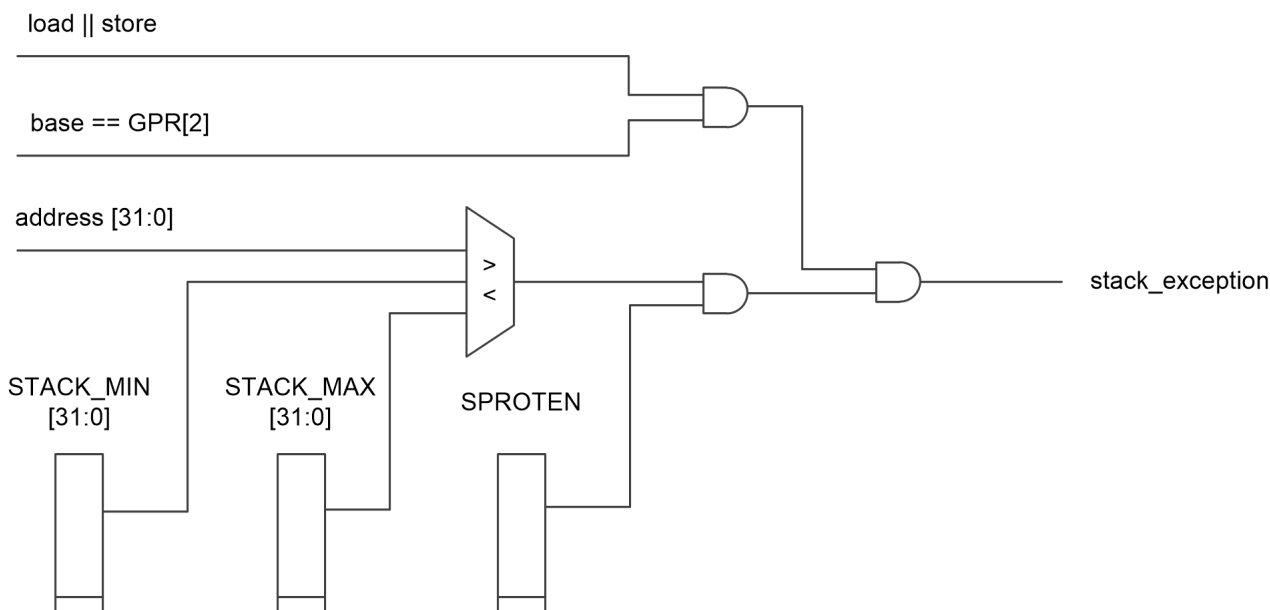 load || store
base == GPR[2]
address [31:0]
>
<
stack_exception
STACK_MIN
[31:0]
STACK_MAX
[31:0]
SPROTEN